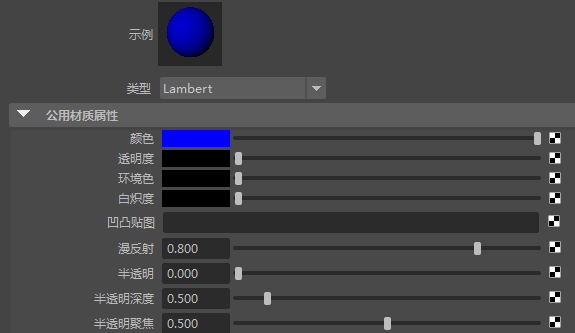 示例
类型 Lambert
公用材质属性
颜色
透明度
环境色
白炽度
凹凸贴图
漫反射 0.800
半透明 0.000
半透明深度 0.500
半透明聚焦 0.500